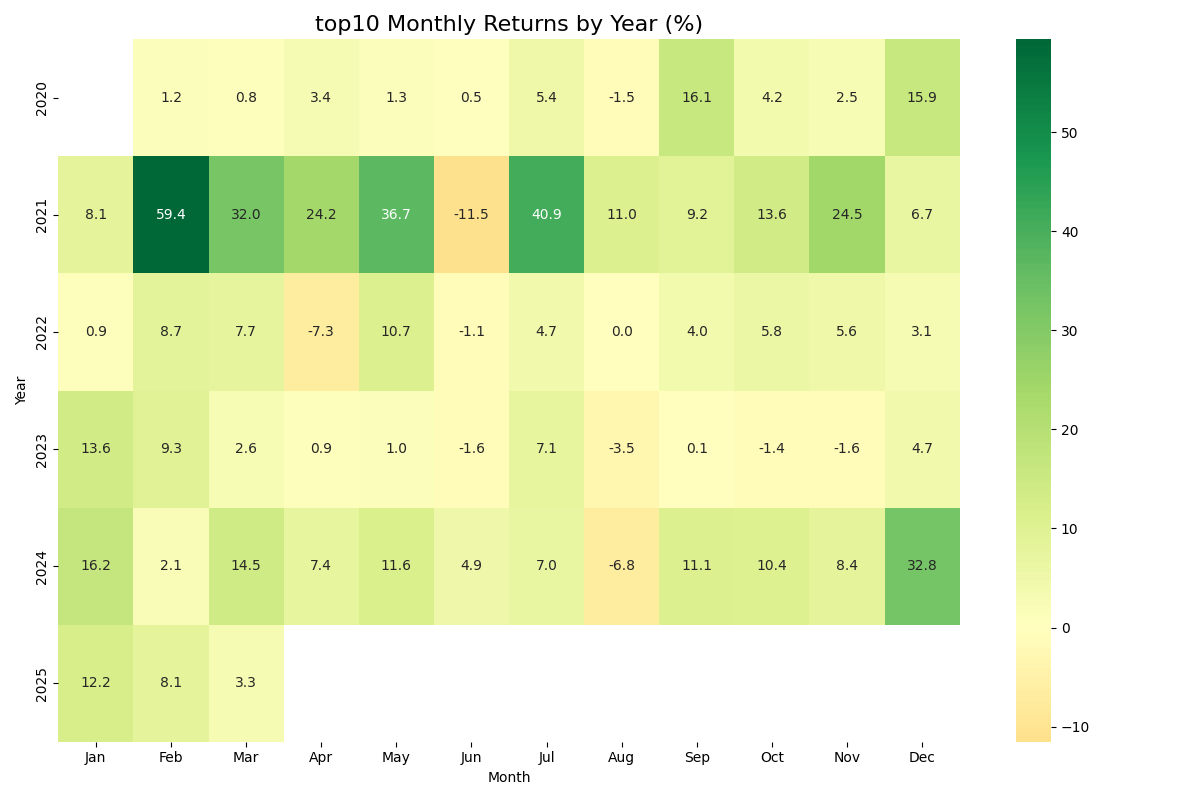 top10 Monthly Returns by Year (%)
2020 1.2 0.8 3.4 1.3 0.5 5.4 -1.5 16.1 4.2 2.5 15.9
2021 8.1 59.4 32.0 24.2 36.7 -11.5 40.9 11.0 9.2 13.6 24.5 6.7
2022 0.9 8.7 7.7 -7.3 10.7 -1.1 4.7 0.0 4.0 5.8 5.6 3.1
2023 13.6 9.3 2.6 0.9 1.0 -1.6 7.1 -3.5 0.1 -1.4 -1.6 4.7
2024 16.2 2.1 14.5 7.4 11.6 4.9 7.0 -6.8 11.1 10.4 8.4 32.8
2025 12.2 8.1 3.3
Year
Jan Feb Mar Apr May Jun Jul Aug Sep Oct Nov Dec
Month
50
40
30
20
10
0
−10